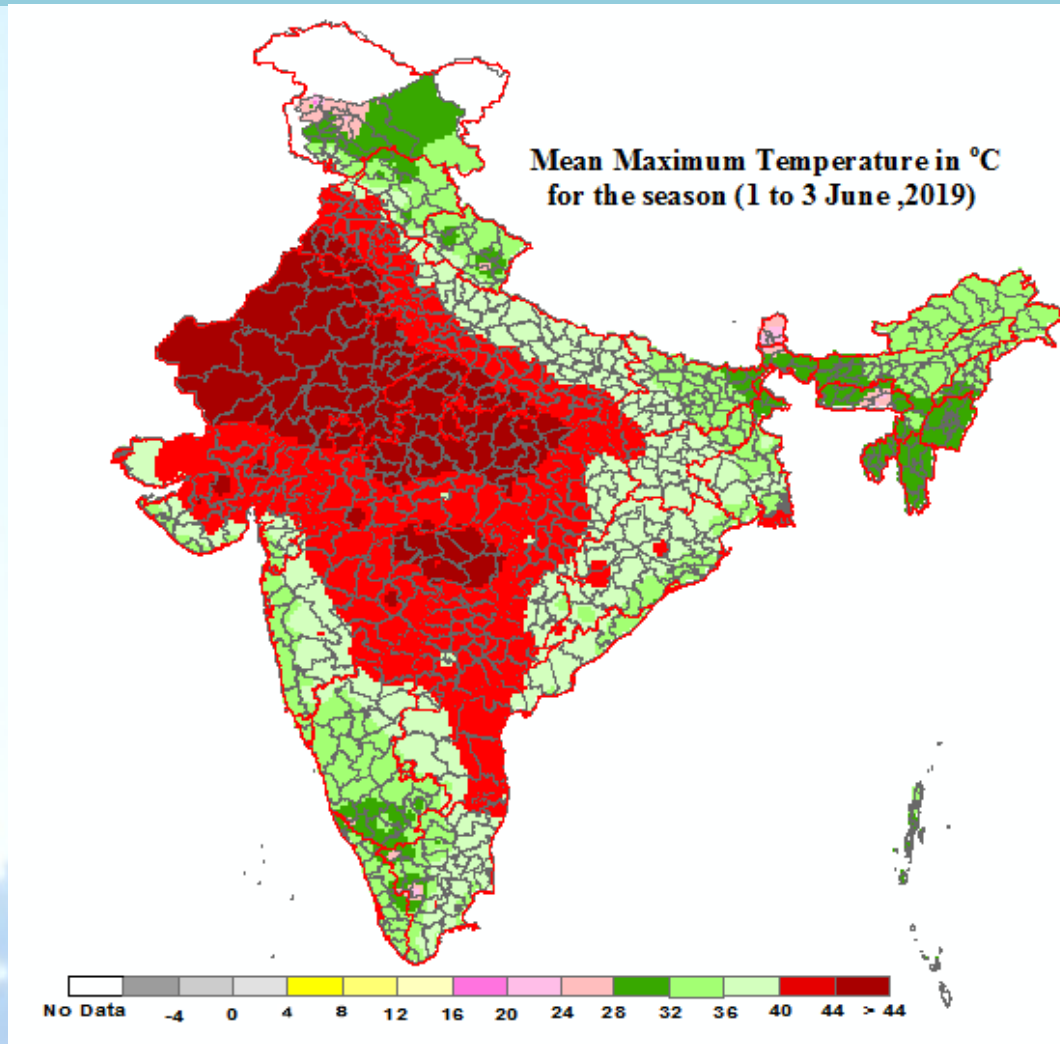 Mean Maximum Temperature in °C
for the season (1 to 3 June ,2019)
No Data -4 0 4 8 12 16 20 24 28 32 36 40 44 > 44